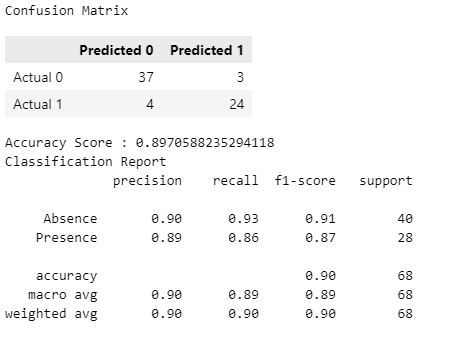 Confusion Matrix
Predicted 0 Predicted 1
Actual 0 37 3
Actual 1 4 24
Accuracy Score : 0.8970588235294118
Classification Report
precision recall f1-score support
Absence 0.90 0.93 0.91 40
Presence 0.89 0.86 0.87 28
accuracy 0.90 68
macro avg 0.90 0.89 0.89 68
weighted avg 0.90 0.90 0.90 68